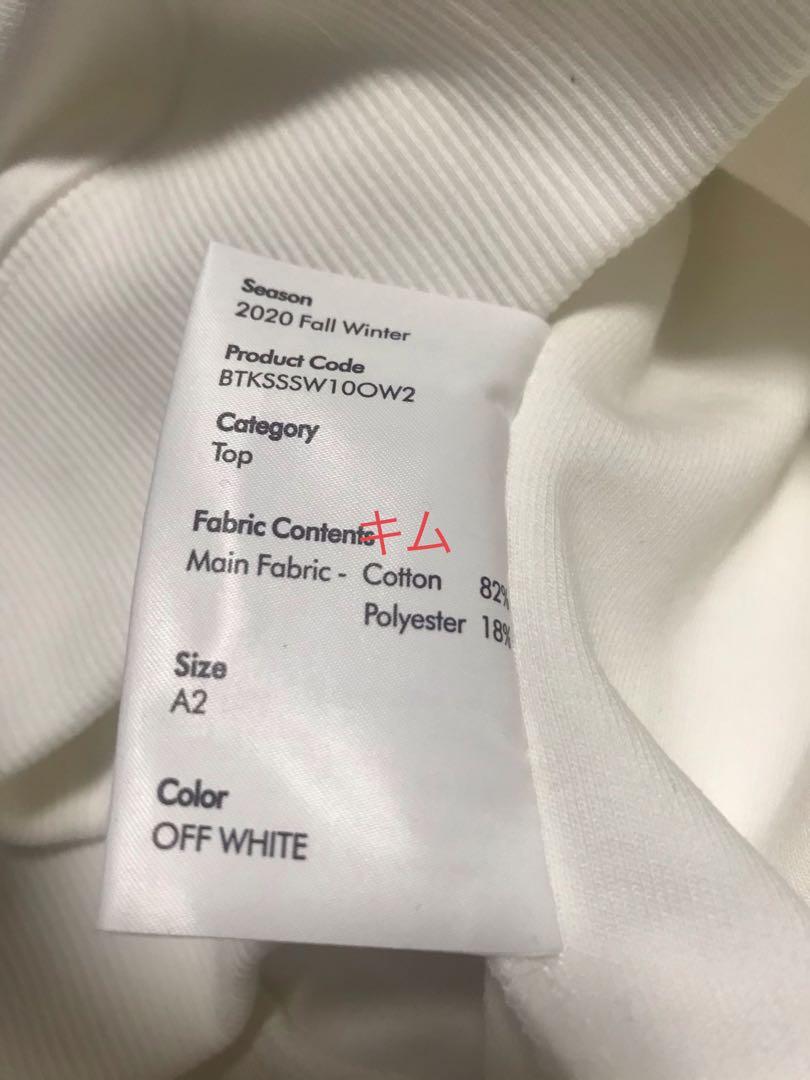 Season
2020 Fall Winter
Product Code
BTKSSSW10OW2
Category
Top
Fabric Contents
キム
Main Fabric - Cotton 82%
Polyester 18%
Size
A2
Color
OFF WHITE